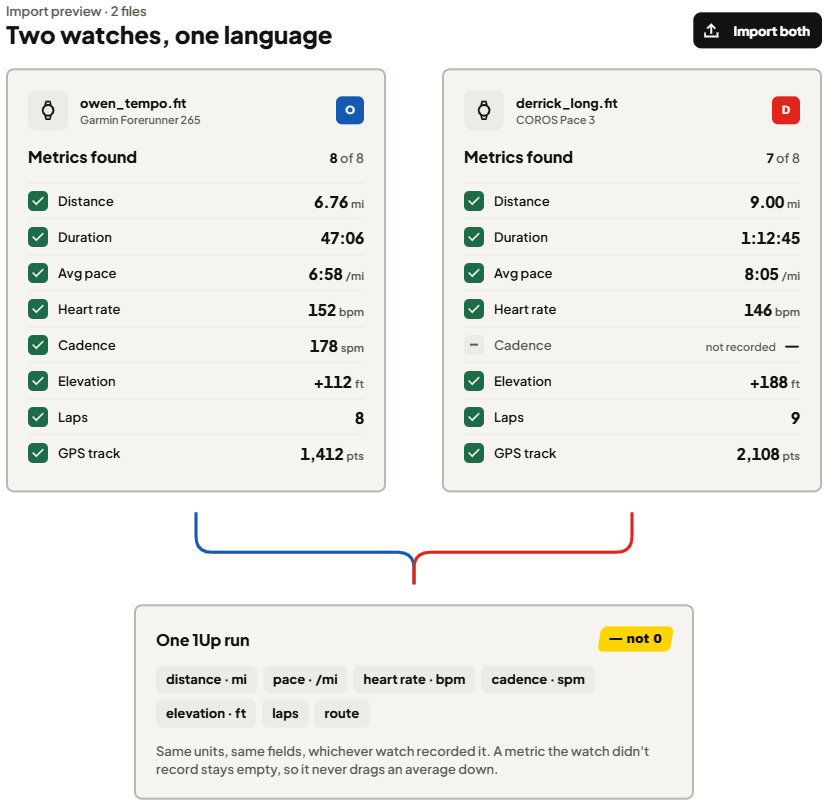 Import preview · 2 files
Two watches, one language
Import both
owen_tempo.fit
Garmin Forerunner 265
O
Metrics found
8 of 8
Distance
6.76 mi
Duration
47:06
Avg pace
6:58 /mi
Heart rate
152 bpm
Cadence
178 spm
Elevation
+112 ft
Laps
8
GPS track
1,412 pts
derrick_long.fit
COROS Pace 3
D
Metrics found
7 of 8
Distance
9.00 mi
Duration
1:12:45
Avg pace
8:05 /mi
Heart rate
146 bpm
Cadence
not recorded —
Elevation
+188 ft
Laps
9
GPS track
2,108 pts
One 1Up run
— not 0
distance · mi
pace · /mi
heart rate · bpm
cadence · spm
elevation · ft
laps
route
Same units, same fields, whichever watch recorded it. A metric the watch didn't
record stays empty, so it never drags an average down.